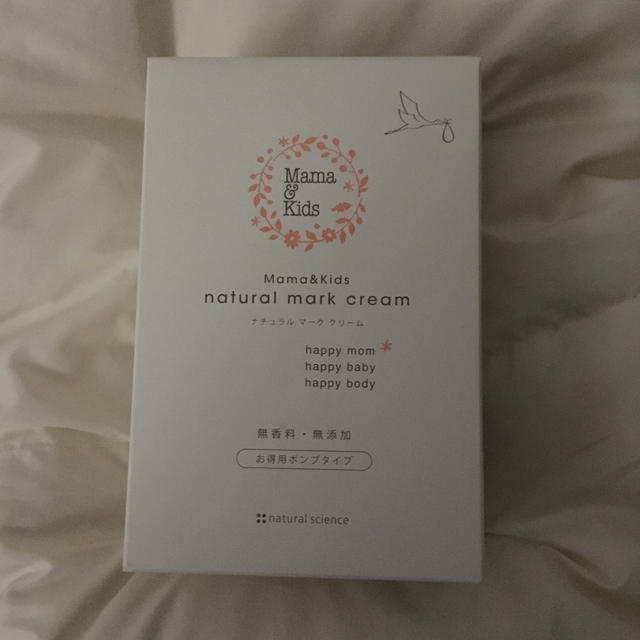 Mama
&
Kids
Mama&Kids
natural mark cream
ナチュラル マーク クリーム
happy mom
happy baby
happy body
無香料・無添加
お得用ポンプタイプ
natural science